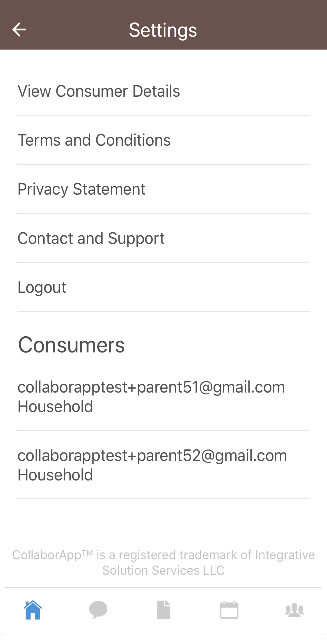 Settings
View Consumer Details
Terms and Conditions
Privacy Statement
Contact and Support
Logout
Consumers
collaborapptest+parent51@gmail.com
Household
collaborapptest+parent52@gmail.com
Household
CollaborApp™ is a registered trademark of Integrative
Solution Services LLC